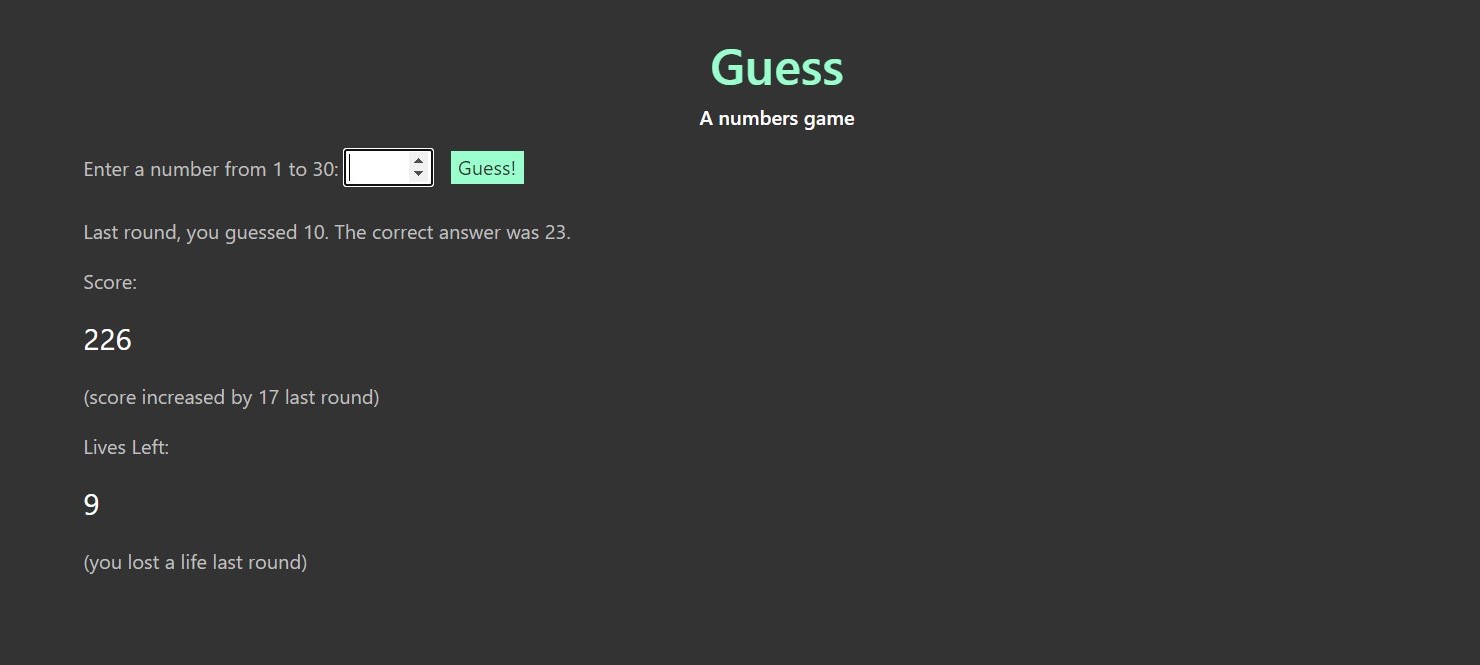 Guess
A numbers game
Enter a number from 1 to 30: Guess!
Last round, you guessed 10. The correct answer was 23.
Score:
226
(score increased by 17 last round)
Lives Left:
9
(you lost a life last round)